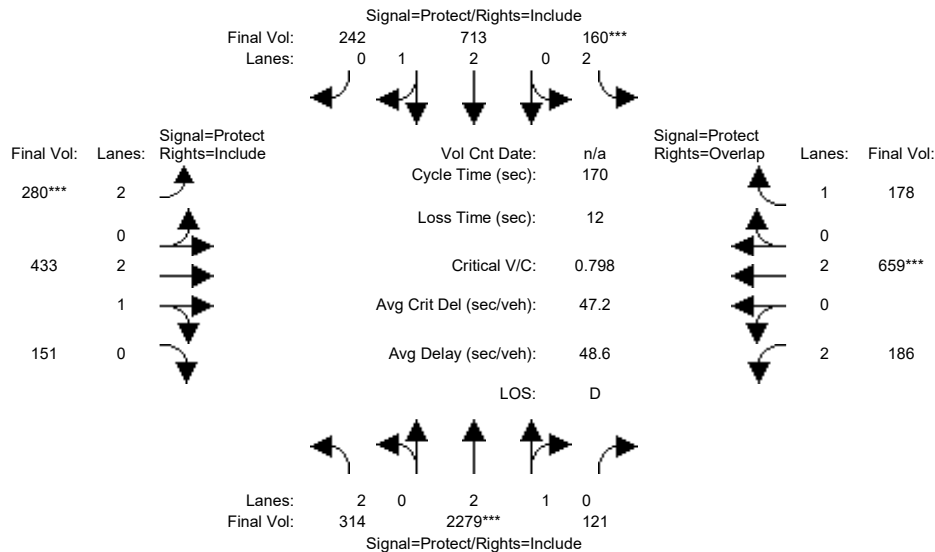 Signal=Protect/Rights=Include
Final Vol: 242 713 160***
Lanes: 0 1 2 0 2
Signal=Protect Signal=Protect
Final Vol: Lanes: Rights=Include Vol Cnt Date: n/a Rights=Overlap Lanes: Final Vol:
Cycle Time (sec): 170
280*** 2 1 178
Loss Time (sec): 12
0 0
433 2 Critical V/C: 0.798 2 659***
1 Avg Crit Del (sec/veh): 47.2 0
151 0 Avg Delay (sec/veh): 48.6 2 186
LOS: D
Lanes: 2 0 2 1 0
Final Vol: 314 2279*** 121
Signal=Protect/Rights=Include